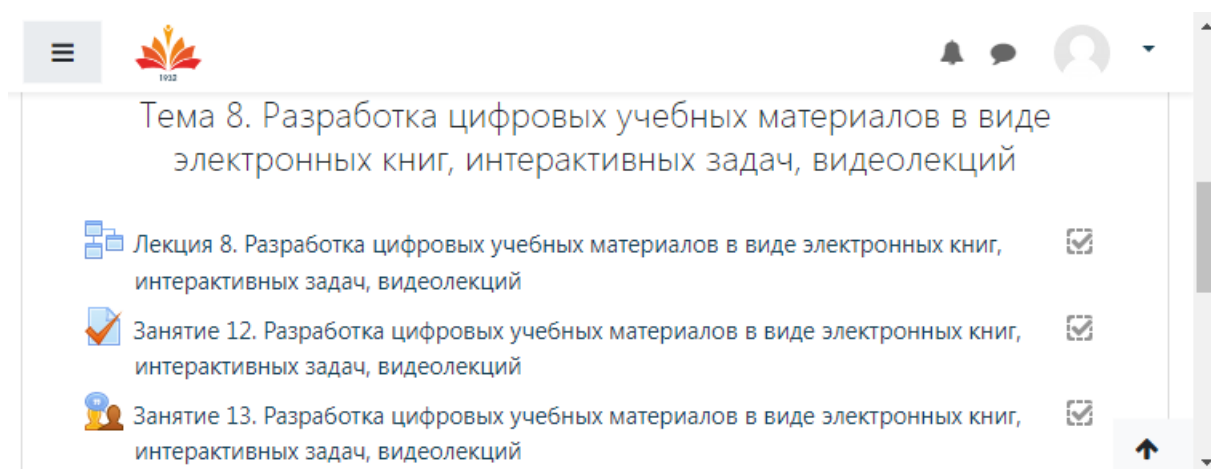 1932
Тема 8. Разработка цифровых учебных материалов в виде
электронных книг, интерактивных задач, видеолекций
Лекция 8. Разработка цифровых учебных материалов в виде электронных книг,
интерактивных задач, видеолекций
Занятие 12. Разработка цифровых учебных материалов в виде электронных книг,
интерактивных задач, видеолекций
Занятие 13. Разработка цифровых учебных материалов в виде электронных книг,
интерактивных задач, видеолекций